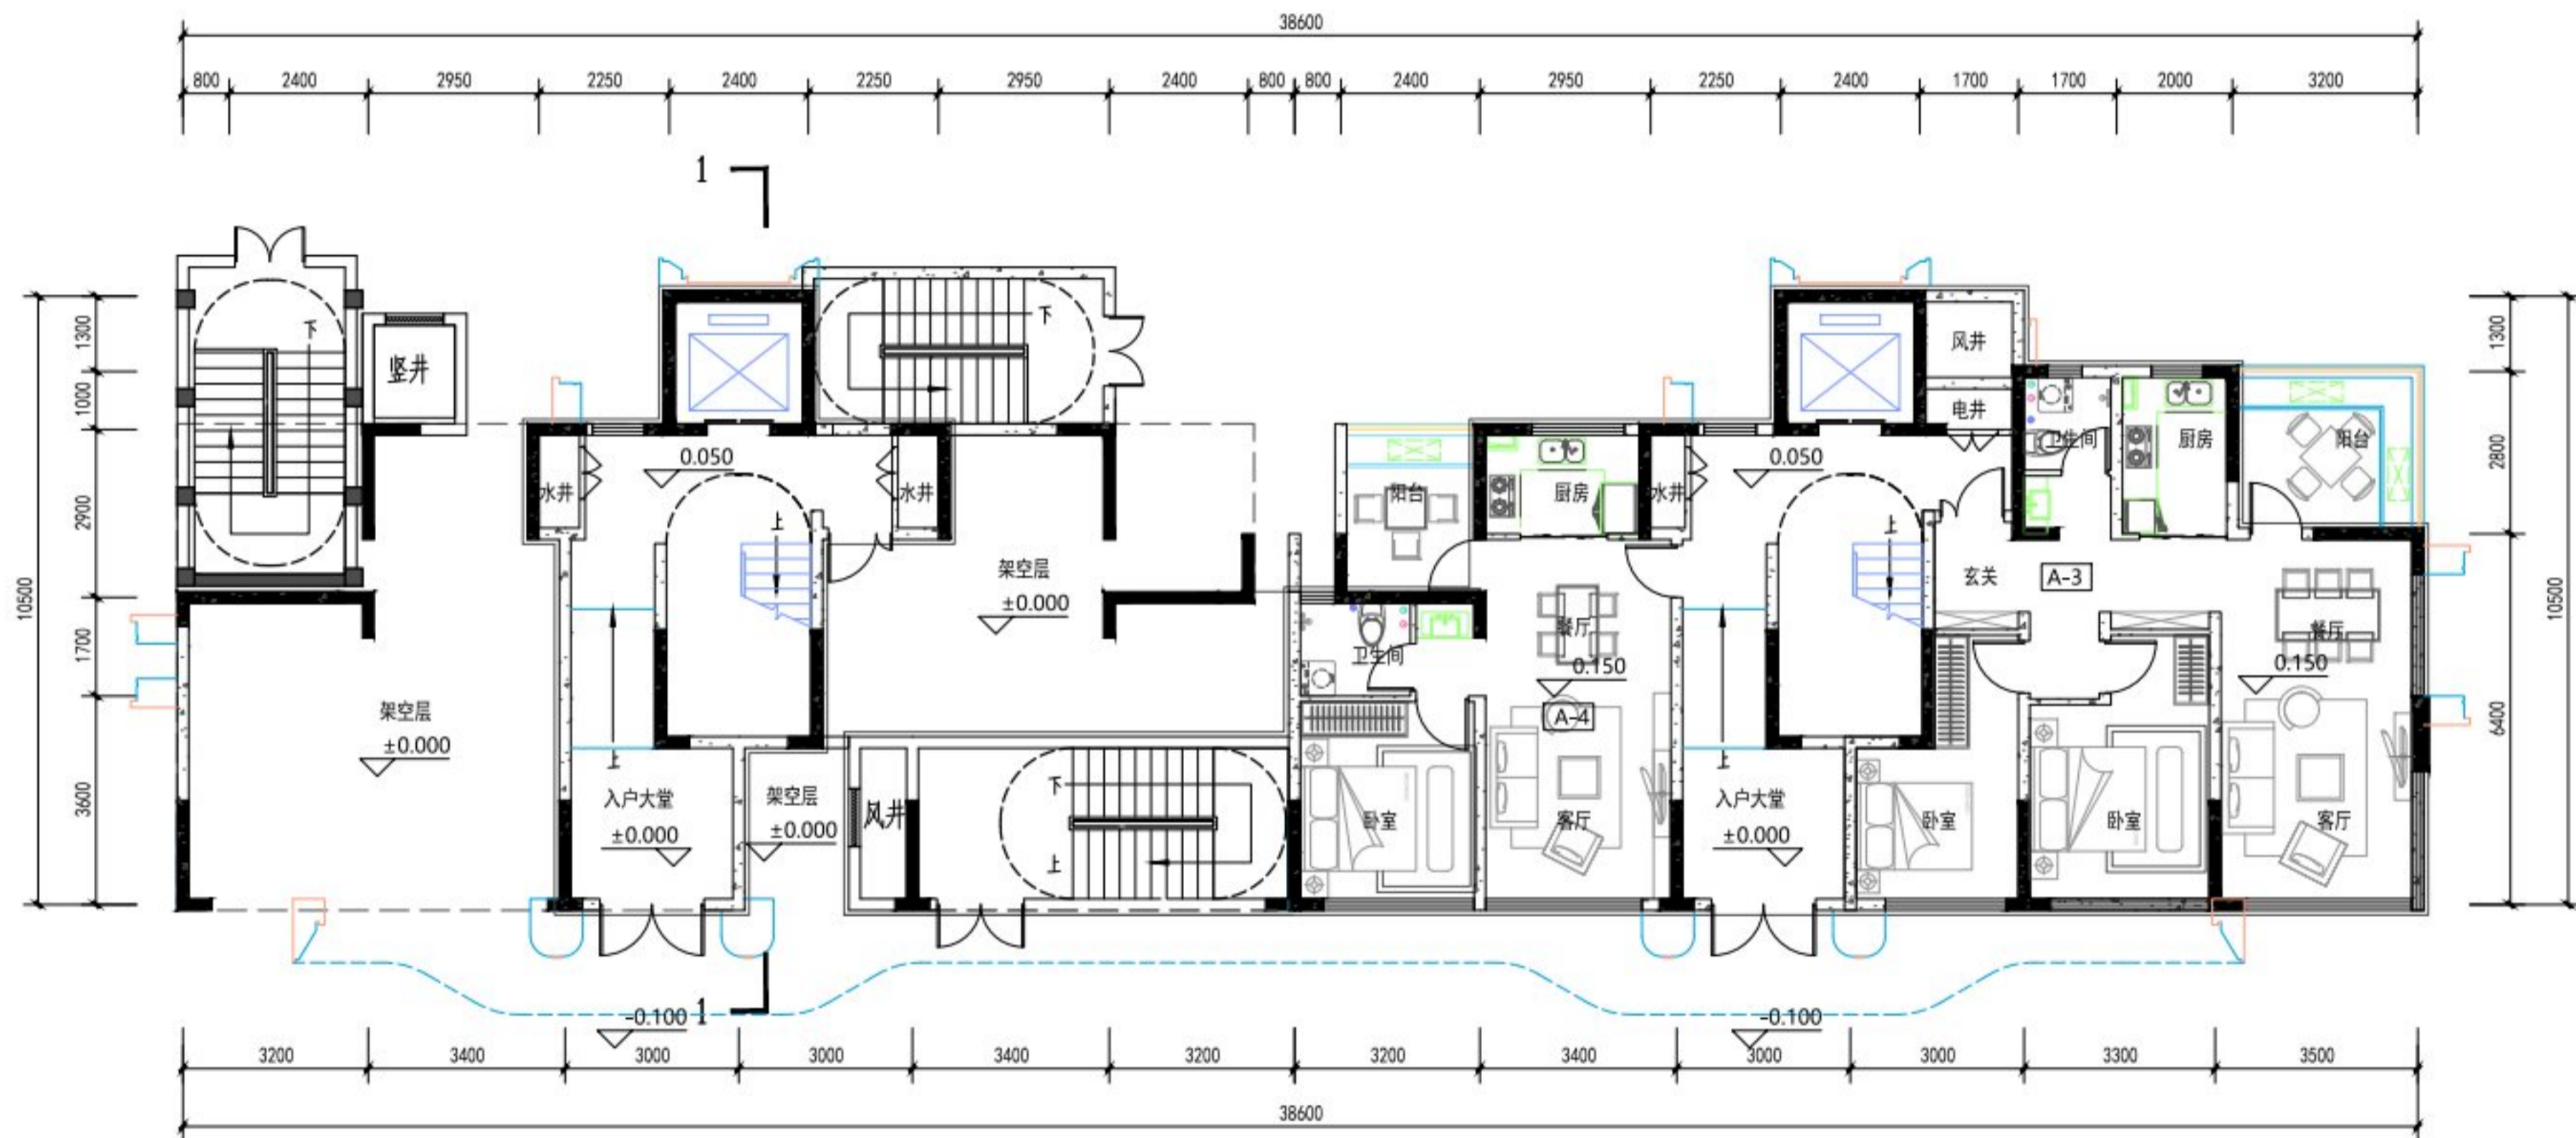 38600
800 2400 2950 2250 2400 2250 2950 2400 800 800 2400 2950 2250 2400 1700 1700 2000 3200
1
下
竖井
下
风井
电井
1300
1000
2900
1700
3600
10500
1300
2800
6400
10500
水井
0.050
水井
上
架空层
±0.000
阳台
厨房
水井
0.050
上
卫生间
厨房
阳台
玄关
A-3
餐厅
0.150
卫生间
餐厅
0.150
A-4
架空层
±0.000
上
入户大堂
±0.000
架空层
±0.000
风井
下
上
卧室
客厅
上
入户大堂
±0.000
卧室
卧室
客厅
-0.100
1
-0.100
3200 3400 3000 3000 3400 3200 3200 3400 3000 3000 3300 3500
38600